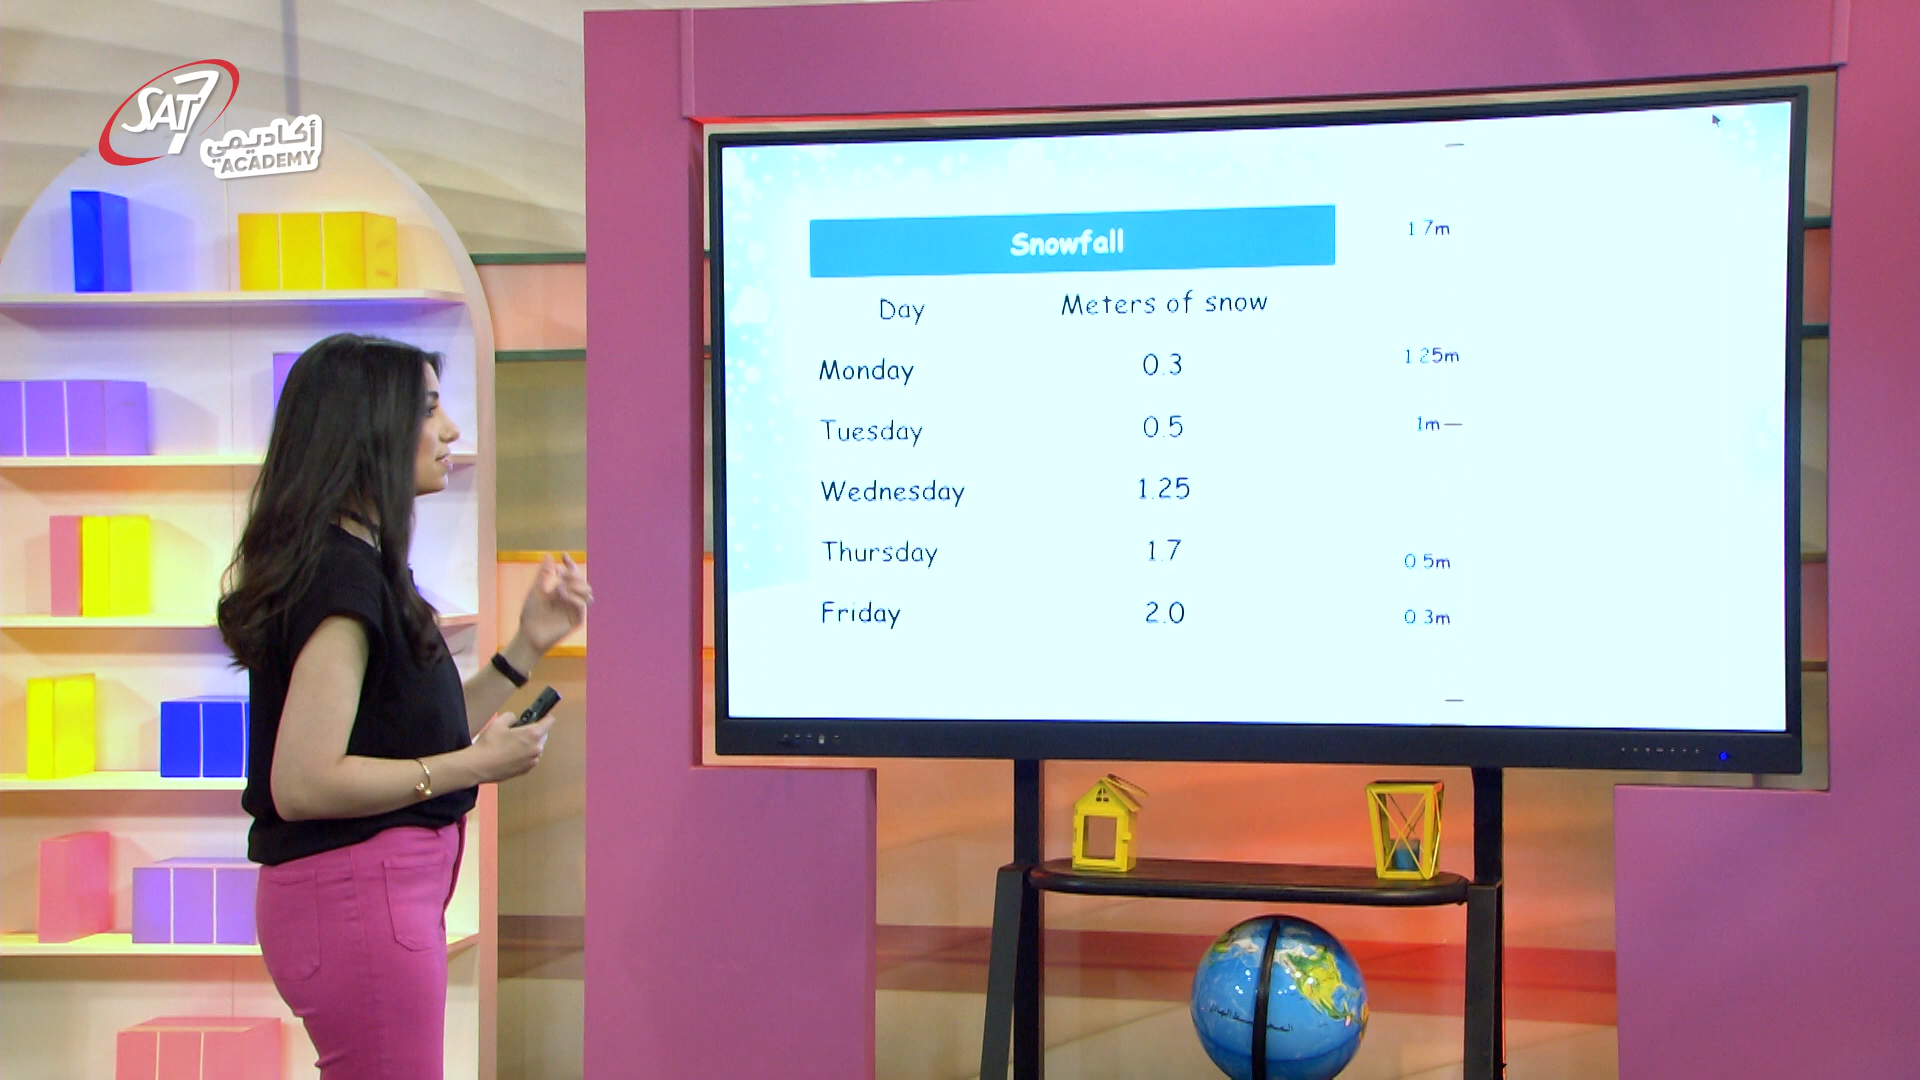 SAT7
أكاديمي
ACADEMY
Snowfall
Day Meters of snow
Monday 0.3
Tuesday 0.5
Wednesday 1.25
Thursday 1.7
Friday 2.0
1 7m
1 25m
1m
0 5m
0 3m